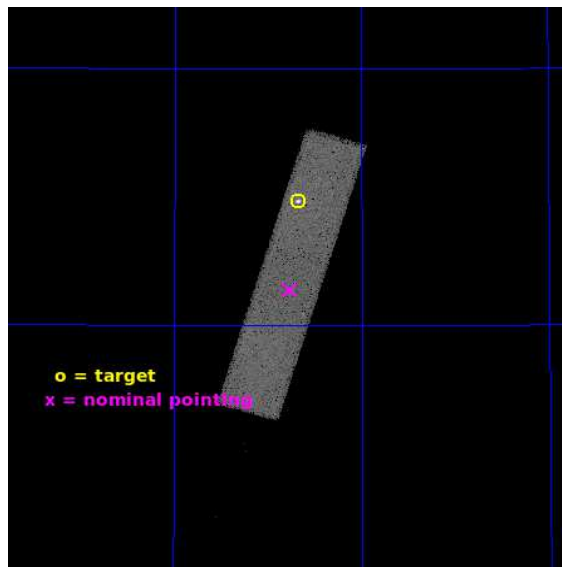 o = target
x = nominal pointing